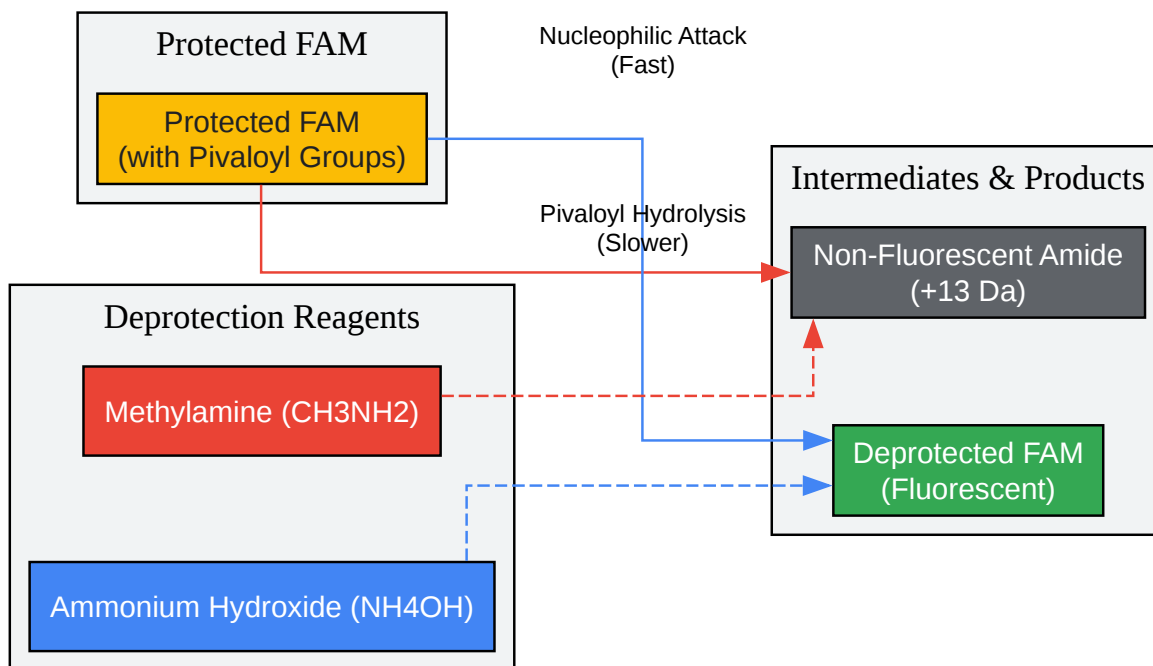 Protected FAM
Protected FAM
(with Pivaloyl Groups)
Nucleophilic Attack
(Fast)
Pivaloyl Hydrolysis
(Slower)
Intermediates & Products
Non-Fluorescent Amide
(+13 Da)
Deprotected FAM
(Fluorescent)
Deprotection Reagents
Methylamine (CH3NH2)
Ammonium Hydroxide (NH4OH)